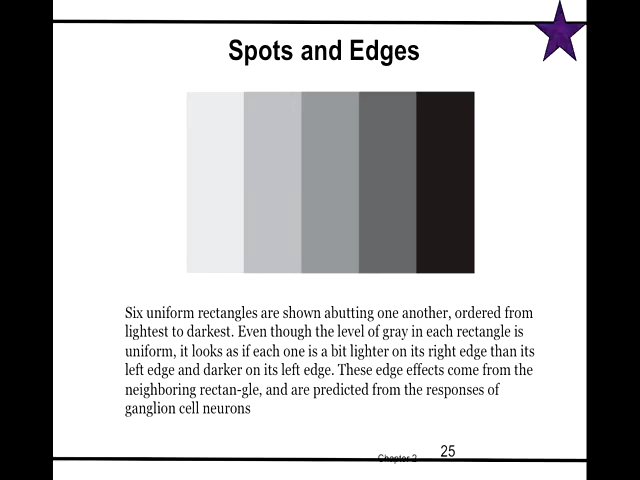 Spots and Edges
Six uniform rectangles are shown abutting one another, ordered from
lightest to darkest. Even though the level of gray in each rectangle is
uniform, it looks as if each one is a bit lighter on its right edge than its
left edge and darker on its left edge. These edge effects come from the
neighboring rectan-gle, and are predicted from the responses of
ganglion cell neurons
Chapter 2
25